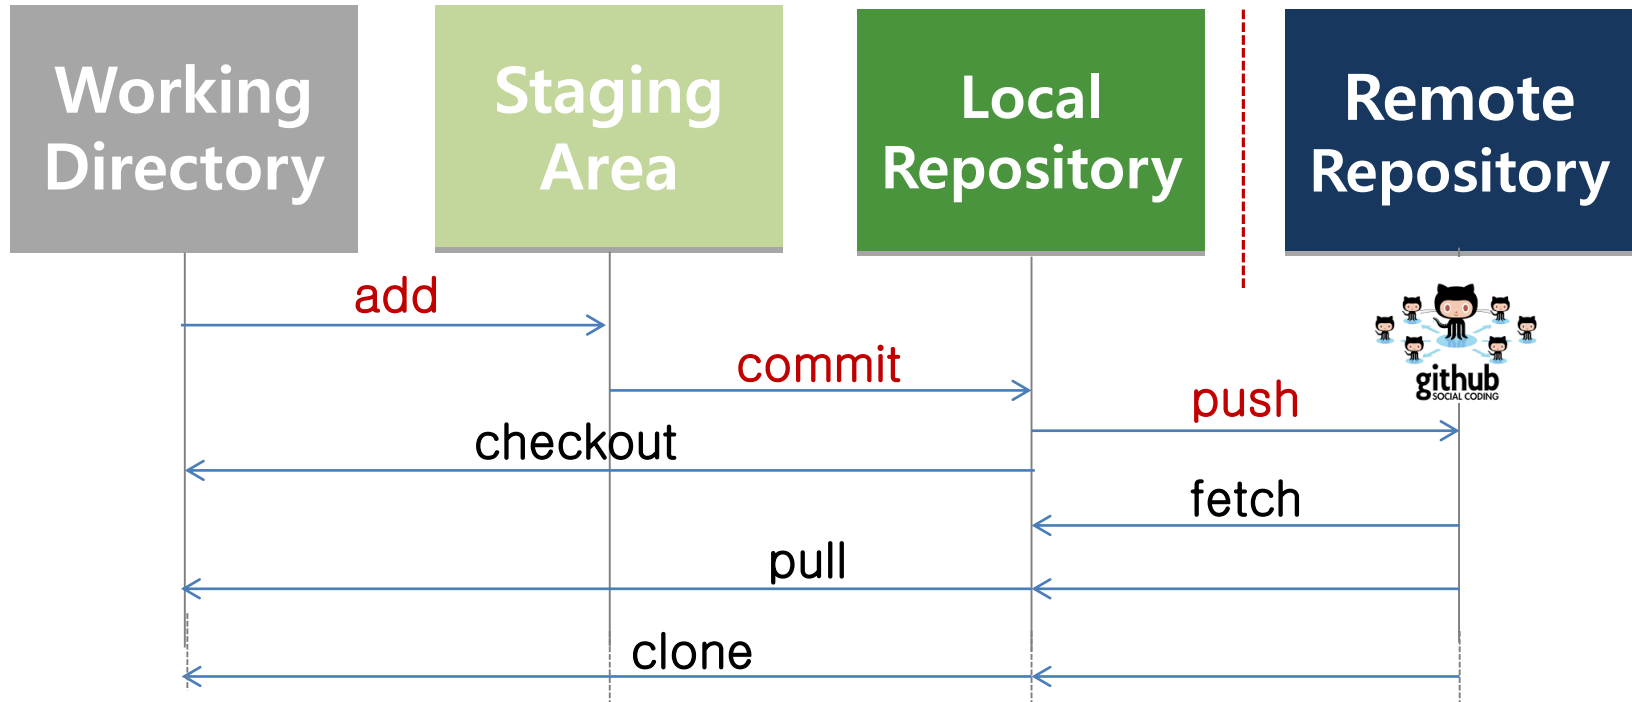 Working
Directory
Staging
Area
Local
Repository
Remote
Repository
add
commit
github
SOCIAL CODING
push
checkout
fetch
pull
clone